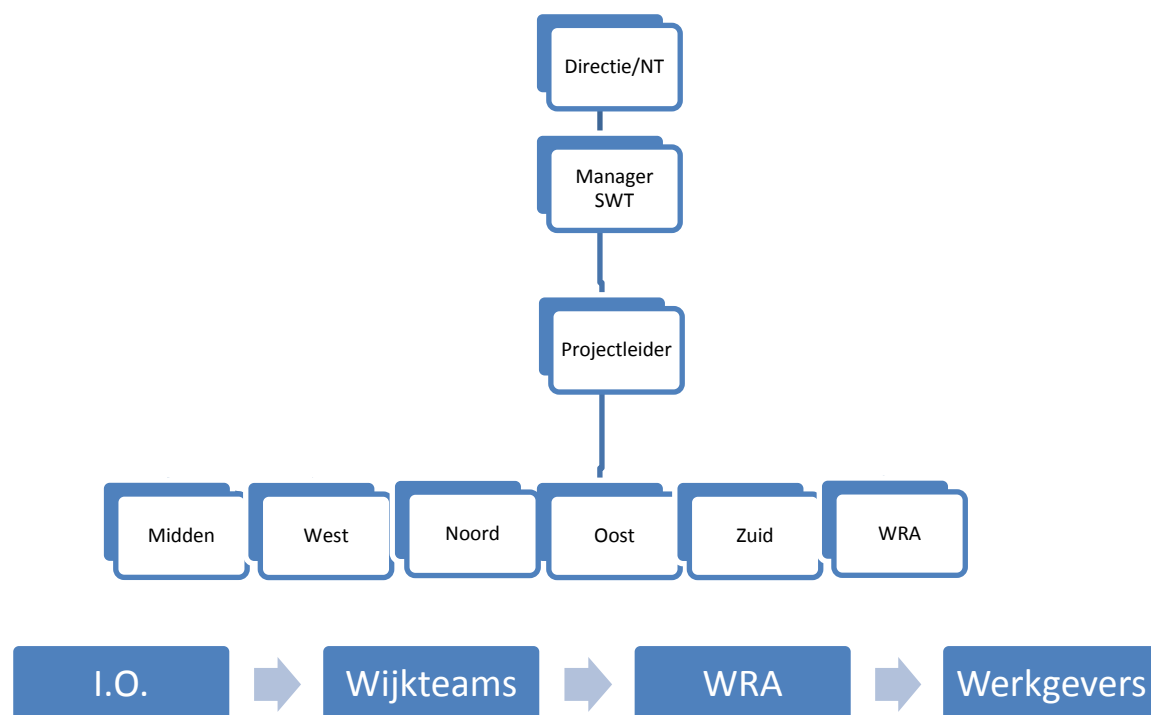 Directie/NT
Manager
SWT
Projectleider
Midden
West
Noord
Oost
Zuid
WRA
I.O.
Wijkteams
WRA
Werkgevers